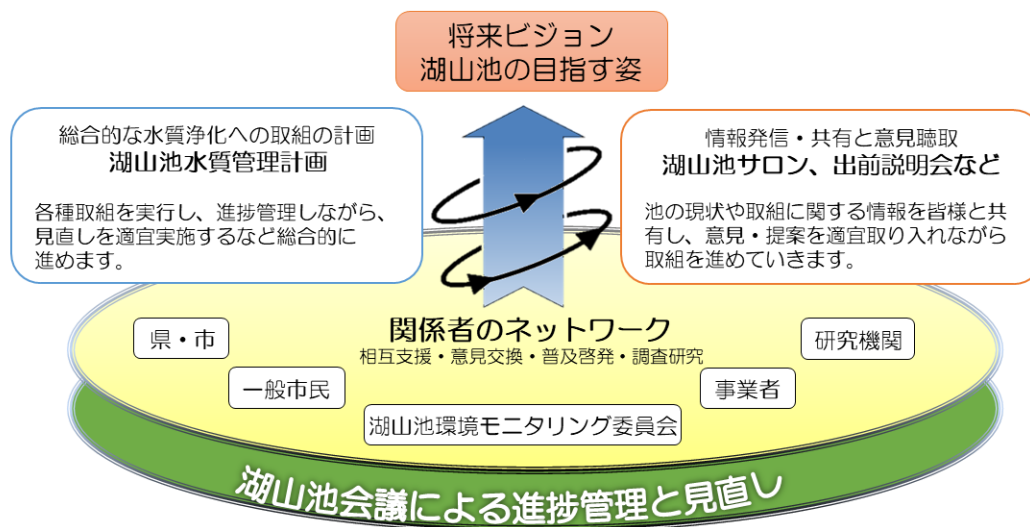 将来ビジョン
湖山池の目指す姿
総合的な水質浄化への取組の計画
湖山池水質管理計画
各種取組を実行し、進捗管理しながら、
見直しを適宜実施するなど総合的に
進めます。
情報発信・共有と意見聴取
湖山池サロン、出前説明会など
池の現状や取組に関する情報を皆様と共
有し、意見・提案を適宜取り入れながら
取組を進めていきます。
関係者のネットワーク
相互支援・意見交換・普及啓発・調査研究
県・市
一般市民
湖山池環境モニタリング委員会
事業者
研究機関
湖山池会議による進捗管理と見直し